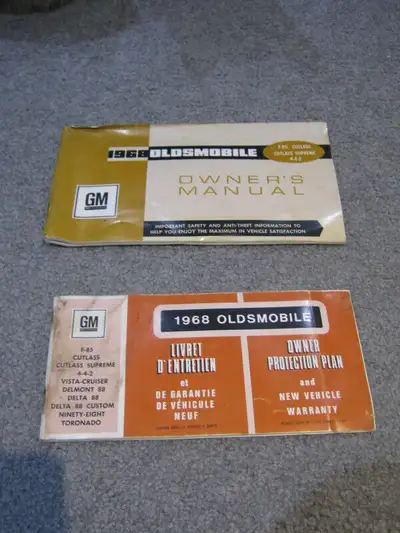 1968 OLDSMOBILE
F-85 CUTLASS
CUTLASS SUPREME
4-4-2
OWNER'S
MANUAL
GM
IMPORTANT SAFETY AND ANTI-THEFT INFORMATION TO
HELP YOU ENJOY THE MAXIMUM IN VEHICLE SATISFACTION
GM
F-85
CUTLASS
CUTLASS SUPREME
4-4-2
VISTA-CRUISER
DELMONT 88
DELTA 88
DELTA 88 CUSTOM
NINETY-EIGHT
TORONADO
1968 OLDSMOBILE
LIVRET
D'ENTRETIEN
et
DE GARANTIE
DE VÉHICULE
NEUF
OWNER
PROTECTION PLAN
and
NEW VEHICLE
WARRANTY